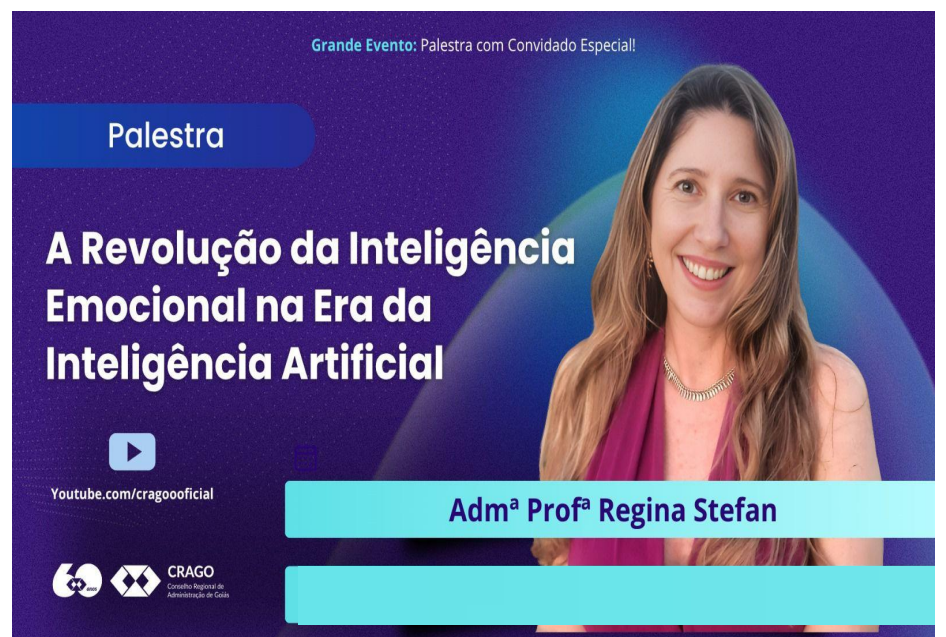 Grande Evento: Palestra com Convidado Especial!
Palestra
A Revolução da Inteligência
Emocional na Era da
Inteligência Artificial
Youtube.com/cragoooficial
Admª Profª Regina Stefan
60 anos
CRAGO
Conselho Regional de
Administração de Goiás